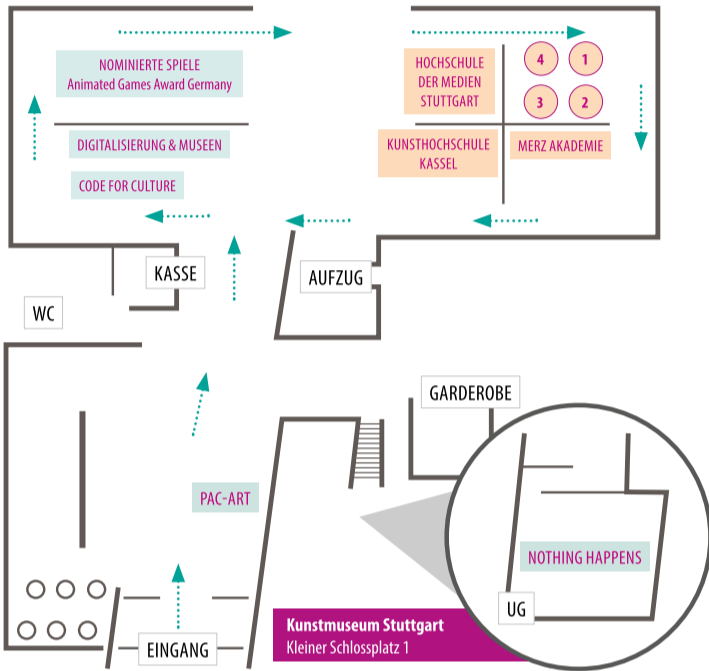 NOMINIERTE SPIELE
Animated Games Award Germany
HOCHSCHULE
DER MEDIEN
STUTTGART
4
1
3
2
DIGITALISIERUNG & MUSEEN
KUNSTHOCHSCHULE
KASSEL
MERZ AKADEMIE
CODE FOR CULTURE
KASSE
AUFZUG
WC
GARDEROBE
PAC-ART
NOTHING HAPPENS
UG
EINGANG
Kunstmuseum Stuttgart
Kleiner Schlossplatz 1